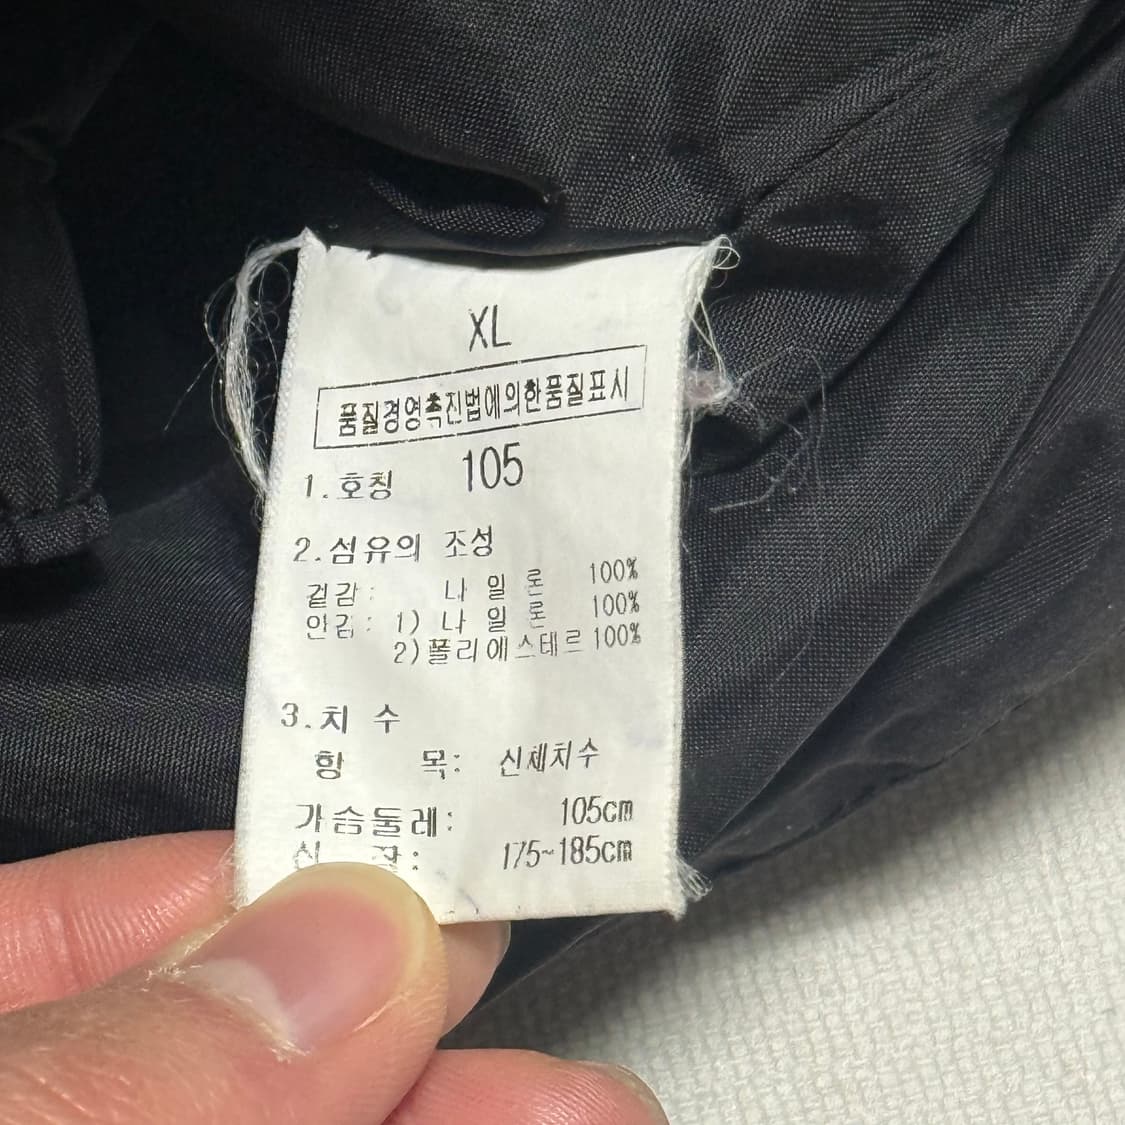 XL
품질경영촉진법에의한품질표시
1.호칭 105
2.섬유의 조성
겉감: 나 일 론 100%
안감: 1) 나 일 론 100%
2)폴리에스테르 100%
3.치 수
항 목: 신체치수
가슴둘레: 105cm
신 장: 175~185cm